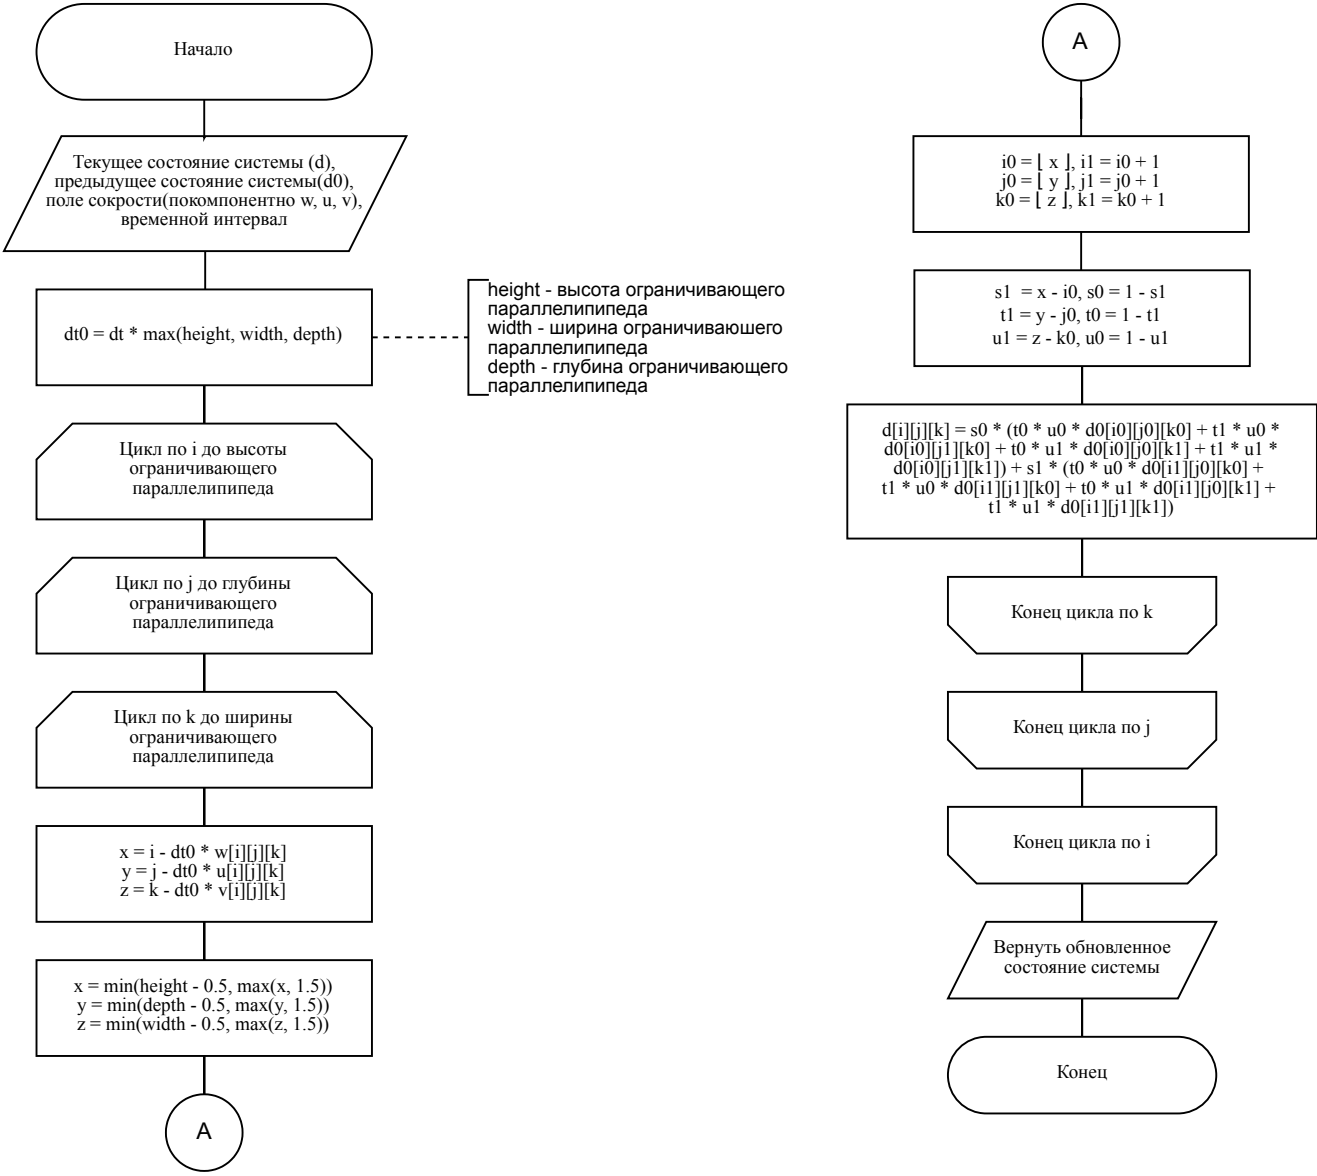 Начало
Текущее состояние системы (d),
предыдущее состояние системы(d0),
поле сокрости(покомпонентно w, u, v),
временной интервал
dt0 = dt * max(height, width, depth)
height - высота ограничивающего
параллелипипеда
width - ширина ограничиваюшего
параллелипипеда
depth - глубина ограничивающего
параллелипипеда
Цикл по i до высоты
ограничивающего
параллелипипеда
Цикл по j до глубины
ограничивающего
параллелипипеда
Цикл по k до ширины
ограничивающего
параллелипипеда
x = i - dt0 * w[i][j][k]
y = j - dt0 * u[i][j][k]
z = k - dt0 * v[i][j][k]
x = min(height - 0.5, max(x, 1.5))
y = min(depth - 0.5, max(y, 1.5))
z = min(width - 0.5, max(z, 1.5))
A
A
i0 = ⌊ x ⌋, i1 = i0 + 1
j0 = ⌊ y ⌋, j1 = j0 + 1
k0 = ⌊ z ⌋, k1 = k0 + 1
s1 = x - i0, s0 = 1 - s1
t1 = y - j0, t0 = 1 - t1
u1 = z - k0, u0 = 1 - u1
d[i][j][k] = s0 * (t0 * u0 * d0[i0][j0][k0] + t1 * u0 *
d0[i0][j1][k0] + t0 * u1 * d0[i0][j0][k1] + t1 * u1 *
d0[i0][j1][k1]) + s1 * (t0 * u0 * d0[i1][j0][k0] +
t1 * u0 * d0[i1][j1][k0] + t0 * u1 * d0[i1][j0][k1] +
t1 * u1 * d0[i1][j1][k1])
Конец цикла по k
Конец цикла по j
Конец цикла по i
Вернуть обновленное
состояние системы
Конец